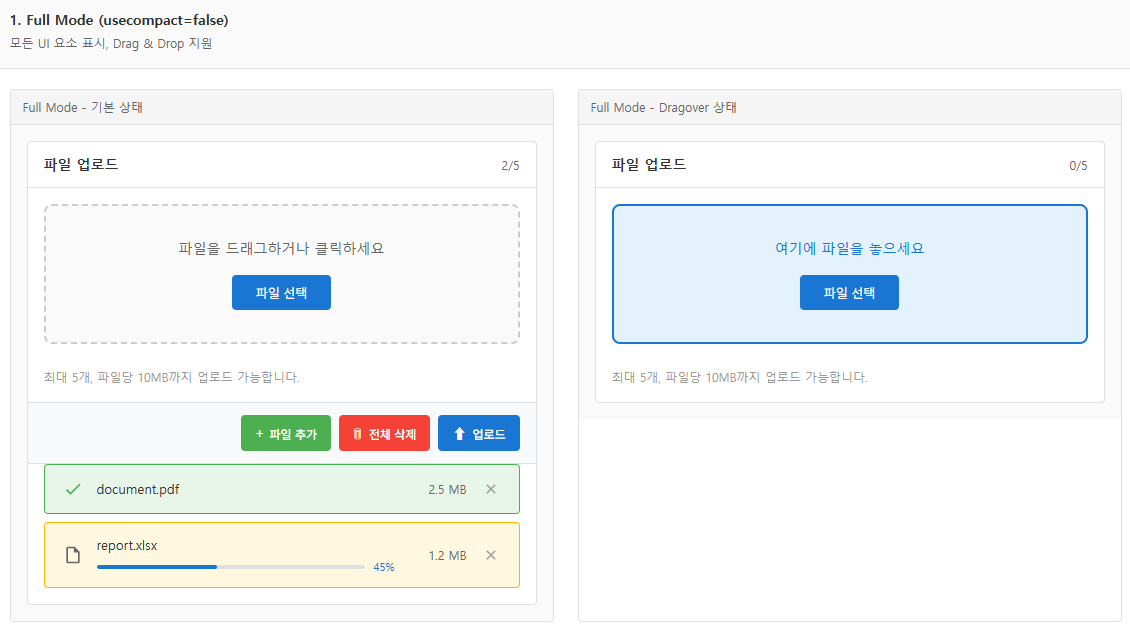 1. Full Mode (usecompact=false)
모든 UI 요소 표시, Drag & Drop 지원
Full Mode - 기본 상태
파일 업로드
2/5
파일을 드래그하거나 클릭하세요
파일 선택
최대 5개, 파일당 10MB까지 업로드 가능합니다.
+ 파일 추가
전체 삭제
업로드
document.pdf
2.5 MB
report.xlsx
1.2 MB
45%
Full Mode - Dragover 상태
파일 업로드
0/5
여기에 파일을 놓으세요
파일 선택
최대 5개, 파일당 10MB까지 업로드 가능합니다.